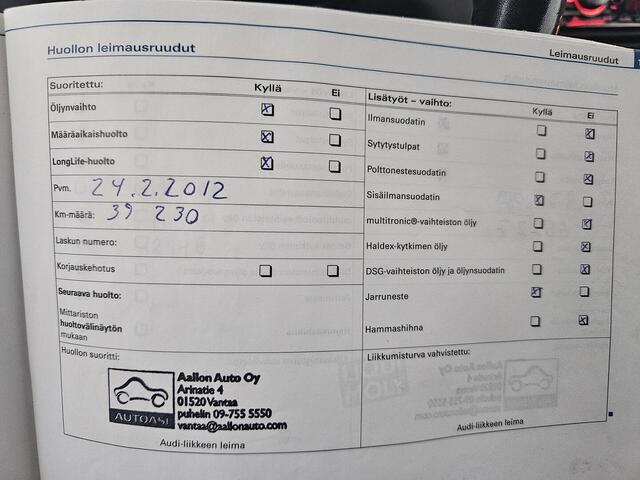 Huollon leimausruudut
Leimausruudut
Suoritettu: Kyllä Ei
Öljynvaihto
Määräaikaishuolto
LongLife-huolto
Pvm. 24.2.2012
Km-määrä: 39 230
Laskun numero:
Korjauskehotus
Seuraava huolto:
Mittariston
huoltovälinäytön
mukaan
Huollon suoritti:
AUTOASI
Aallon Auto Oy
Arinatie 4
01520 Vantaa
puhelin 09-755 5550
vantaa@aallonauto.com
Audi-liikkeen leima
Lisätyöt – vaihto: Kyllä Ei
Ilmansuodatin
Sytytystulpat
Polttonestesuodatin
Sisäilmansuodatin
multitronic®-vaihteiston öljy
Haldex-kytkimen öljy
DSG-vaihteiston öljy ja öljynsuodatin
Jarruneste
Hammashihna
Liikkumisturva vahvistettu:
Audi-liikkeen leima